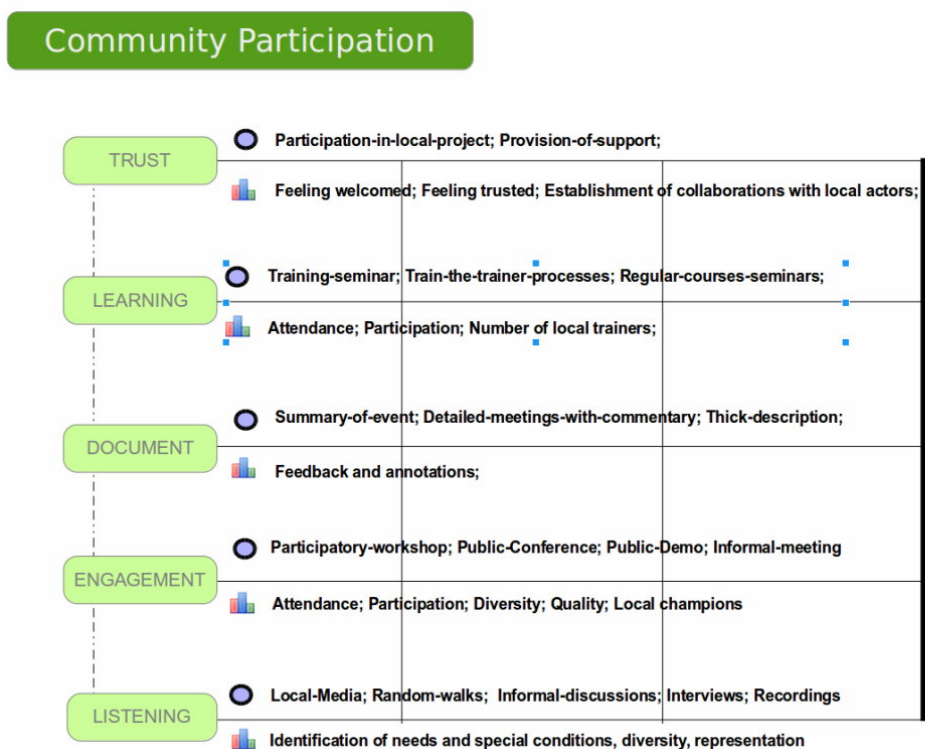 Community Participation
TRUST
Participation-in-local-project; Provision-of-support;
Feeling welcomed; Feeling trusted; Establishment of collaborations with local actors;
LEARNING
Training-seminar; Train-the-trainer-processes; Regular-courses-seminars;
Attendance; Participation; Number of local trainers;
DOCUMENT
Summary-of-event; Detailed-meetings-with-commentary; Thick-description;
Feedback and annotations;
ENGAGEMENT
Participatory-workshop; Public-Conference; Public-Demo; Informal-meeting
Attendance; Participation; Diversity; Quality; Local champions
LISTENING
Local-Media; Random-walks; Informal-discussions; Interviews; Recordings
Identification of needs and special conditions, diversity, representation